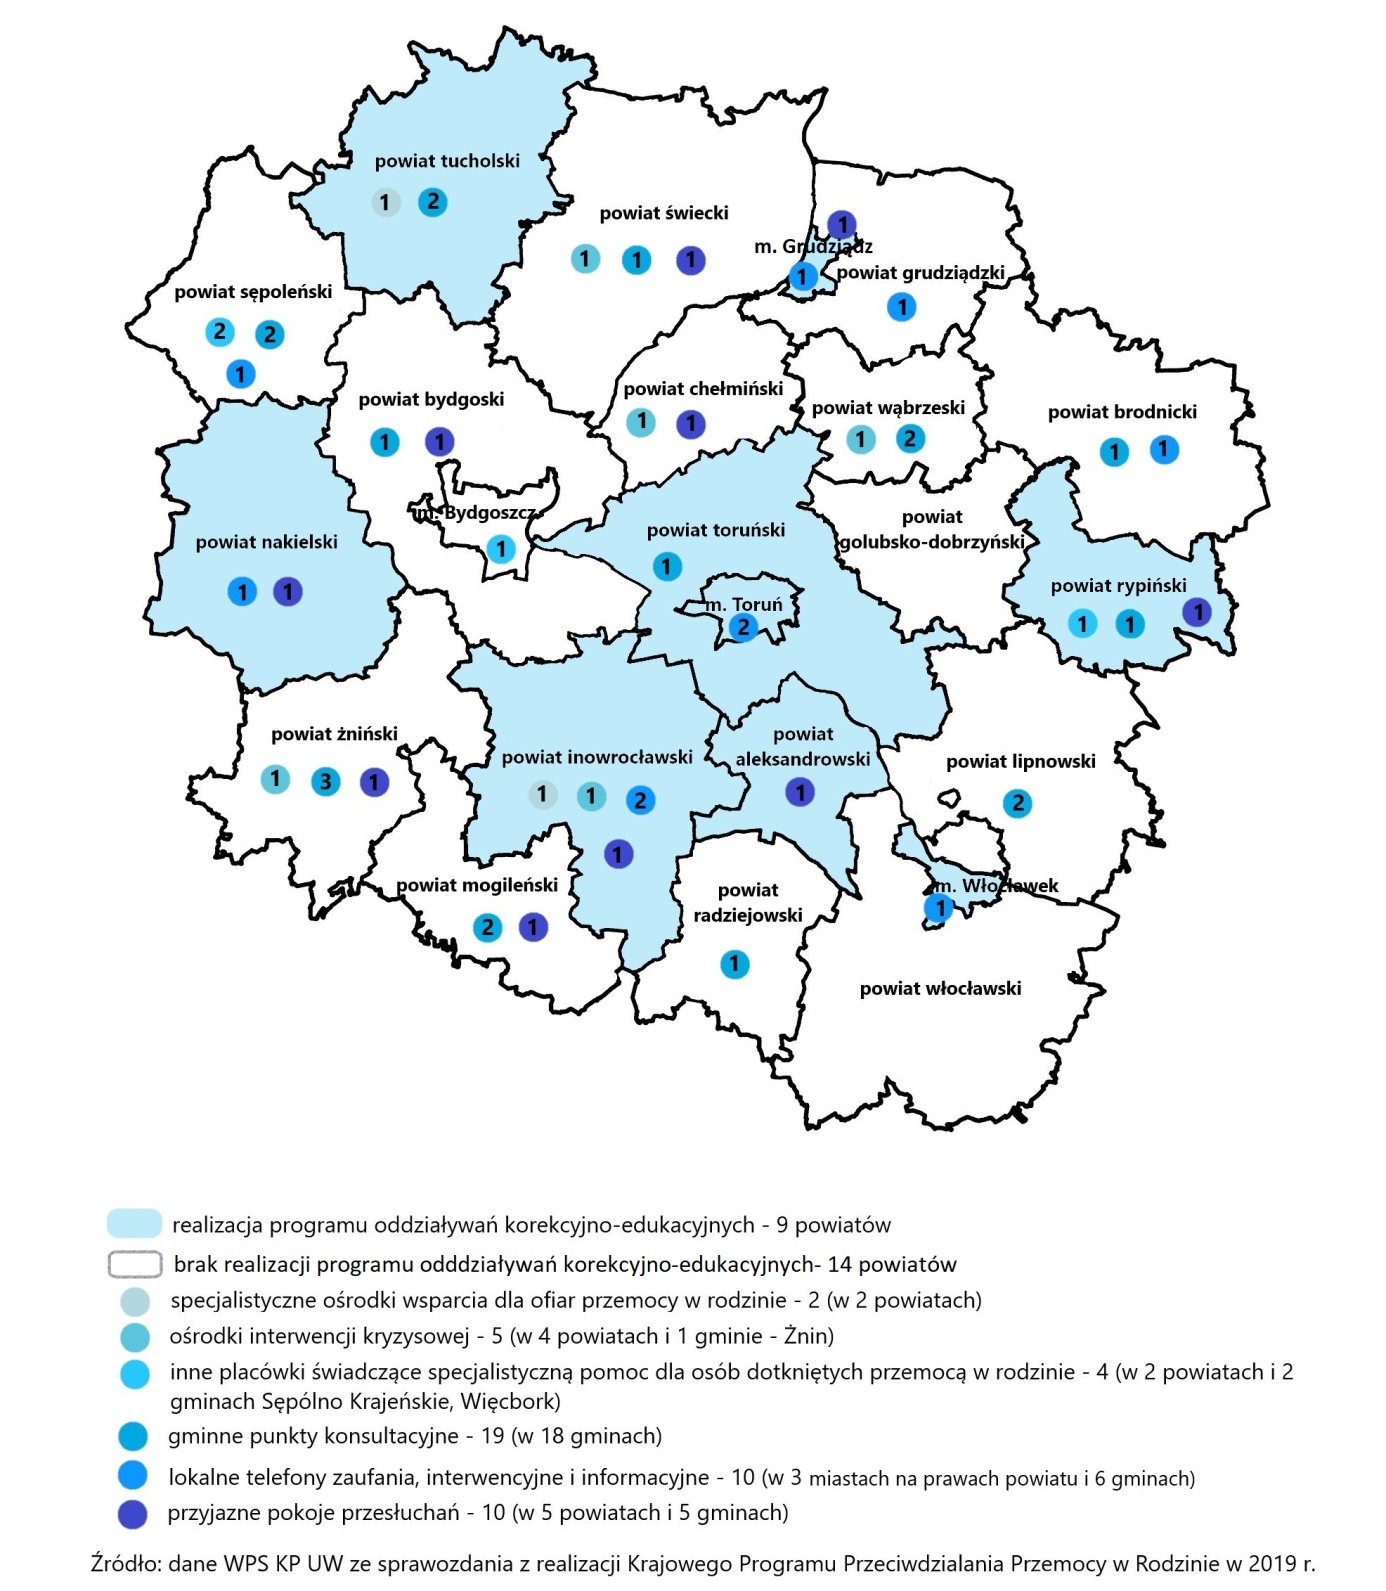 powiat tucholski
1 2
powiat świecki
1 1 1
1
m. Grudziądz
1
powiat grudziądzki
1
powiat sępoleński
2 2
1
powiat bydgoski
1 1
powiat chełmiński
1 1
powiat wąbrzeski
1 2
powiat brodnicki
1 1
m. Bydgoszcz
1
powiat nakielski
1 1
powiat toruński
1
m. Toruń
2
powiat
golubsko-dobrzyński
powiat rypiński
1 1 1
powiat żniński
1 3 1
powiat inowrocławski
1 1 2
1
powiat
aleksandrowski
1
powiat lipnowski
2
powiat mogileński
2 1
powiat
radziejowski
1
m. Włocławek
1
powiat włocławski
realizacja programu oddziaływań korekcyjno-edukacyjnych - 9 powiatów
brak realizacji programu odddziaływań korekcyjno-edukacyjnych- 14 powiatów
specjalistyczne ośrodki wsparcia dla ofiar przemocy w rodzinie - 2 (w 2 powiatach)
ośrodki interwencji kryzysowej - 5 (w 4 powiatach i 1 gminie - Żnin)
inne placówki świadczące specjalistyczną pomoc dla osób dotkniętych przemocą w rodzinie - 4 (w 2 powiatach i 2
gminach Sępólno Krajeńskie, Więcbork)
gminne punkty konsultacyjne - 19 (w 18 gminach)
lokalne telefony zaufania, interwencyjne i informacyjne - 10 (w 3 miastach na prawach powiatu i 6 gminach)
przyjazne pokoje przesłuchań - 10 (w 5 powiatach i 5 gminach)
Źródło: dane WPS KP UW ze sprawozdania z realizacji Krajowego Programu Przeciwdzialania Przemocy w Rodzinie w 2019 r.